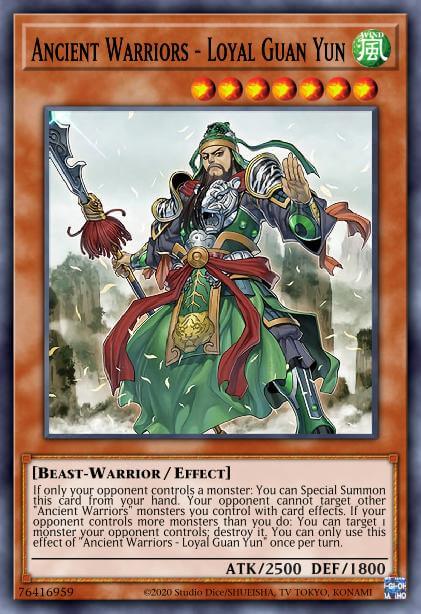 ANCIENT WARRIORS - LOYAL GUAN YUN
WIND
風
[BEAST-WARRIOR / EFFECT]
If only your opponent controls a monster: You can Special Summon
this card from your hand. Your opponent cannot target other
"Ancient Warriors" monsters you control with card effects. If your
opponent controls more monsters than you do: You can target 1
monster your opponent controls; destroy it. You can only use this
effect of "Ancient Warriors - Loyal Guan Yun" once per turn.
ATK/2500 DEF/1800
76416959
©2020 Studio Dice/SHUEISHA, TV TOKYO, KONAMI